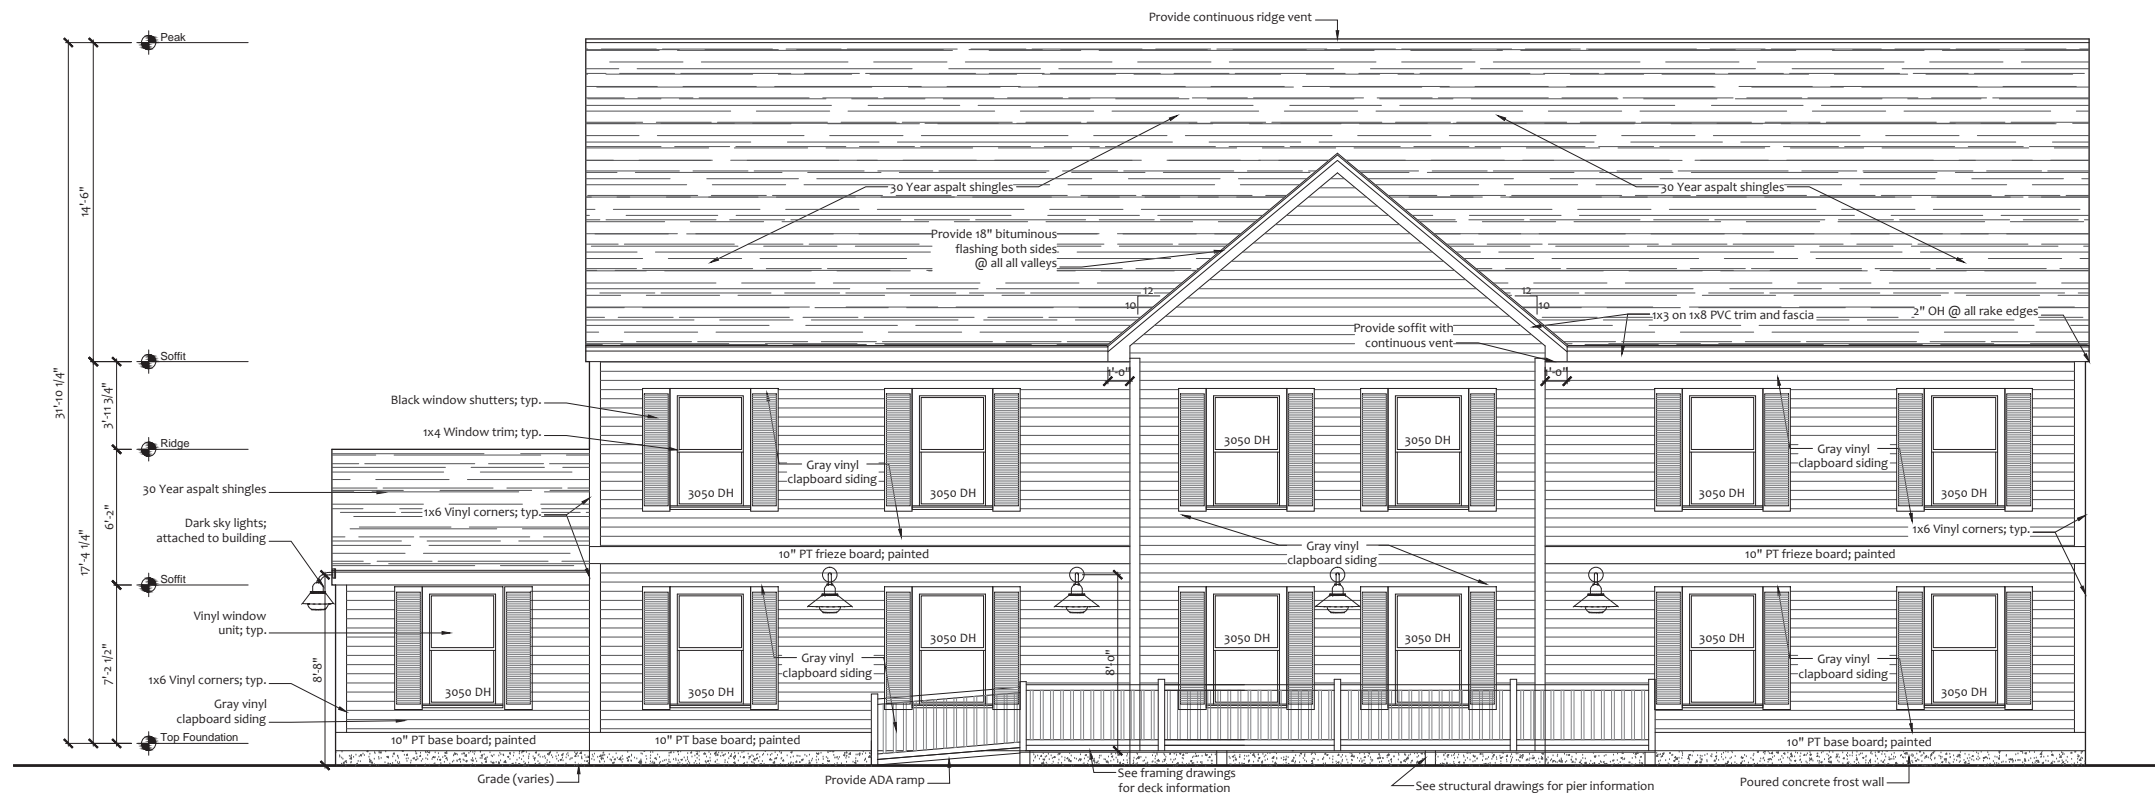 Provide continuous ridge vent
Peak
14'-6"
31'-10 1/4"
30 Year aspalt shingles
30 Year aspalt shingles
Provide 18" bituminous
flashing both sides
@ all all valleys
12
10
12
10
1x3 on 1x8 PVC trim and fascia
2" OH @ all rake edges
Provide soffit with
continuous vent
Soffit
1'-0"
1'-0"
3'-11 3/4"
Black window shutters; typ.
1x4 Window trim; typ.
3050 DH
3050 DH
Ridge
Gray vinyl
clapboard siding
Gray vinyl
clapboard siding
30 Year aspalt shingles
3050 DH
3050 DH
3050 DH
3050 DH
6'-2"
17'-4 1/4"
1x6 Vinyl corners; typ.
Dark sky lights;
attached to building
1x6 Vinyl corners; typ.
Gray vinyl
clapboard siding
10" PT frieze board; painted
10" PT frieze board; painted
Soffit
Vinyl window
unit; typ.
3050 DH
3050 DH
3050 DH
3050 DH
7'-2 1/2"
8'-8"
8'-0"
Gray vinyl
clapboard siding
Gray vinyl
clapboard siding
1x6 Vinyl corners; typ.
3050 DH
3050 DH
3050 DH
Gray vinyl
clapboard siding
Top Foundation
10" PT base board; painted
10" PT base board; painted
10" PT base board; painted
Grade (varies)
Provide ADA ramp
See framing drawings
for deck information
See structural drawings for pier information
Poured concrete frost wall